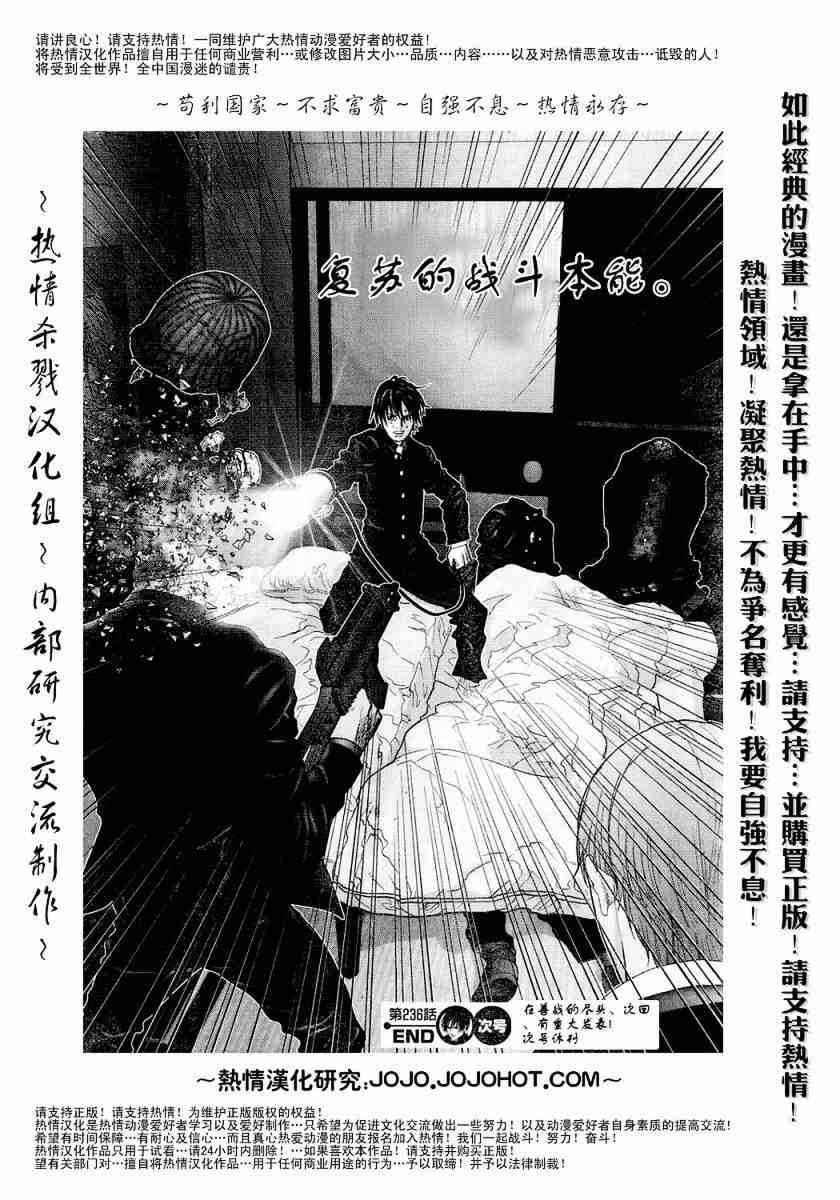 请讲良心！请支持热情！一同维护广大热情动漫爱好者的权益！
将热情汉化作品擅自用于任何商业营利…或修改图片大小…品质…内容……以及对热情恶意攻击…诋毁的人！
将受到全世界！全中国漫迷的谴责！
～苟利国家～不求富贵～自强不息～热情永存～
如此經典的漫畫！還是拿在手中…才更有感覺…請支持…並購買正版！請支持熱情！
熱情領域！凝聚熱情！不為爭名奪利！我要自強不息！
～热情杀戮汉化组～内部研究交流制作～
复苏的战斗本能。
第236話
END
次号
在善战的尽头、次回
、有重大发表！
次号休刊
～熱情漢化研究:JOJO.JOJOHOT.COM～
请支持正版！请支持热情！为维护正版版权的权益！
热情汉化是热情动漫爱好者学习以及爱好制作…只希望为促进文化交流做出一些努力！以及动漫爱好者自身素质的提高交流！
希望有时间保障…有耐心及信心…而且真心热爱动漫的朋友报名加入热情！我们一起战斗！努力！奋斗！
热情汉化作品只用于试看…请24小时内删除！…如果喜欢本作品！请支持并购买正版！
望有关部门对…擅自将热情汉化作品…用于任何商业用途的行为…予以取缔！并予以法律制裁！